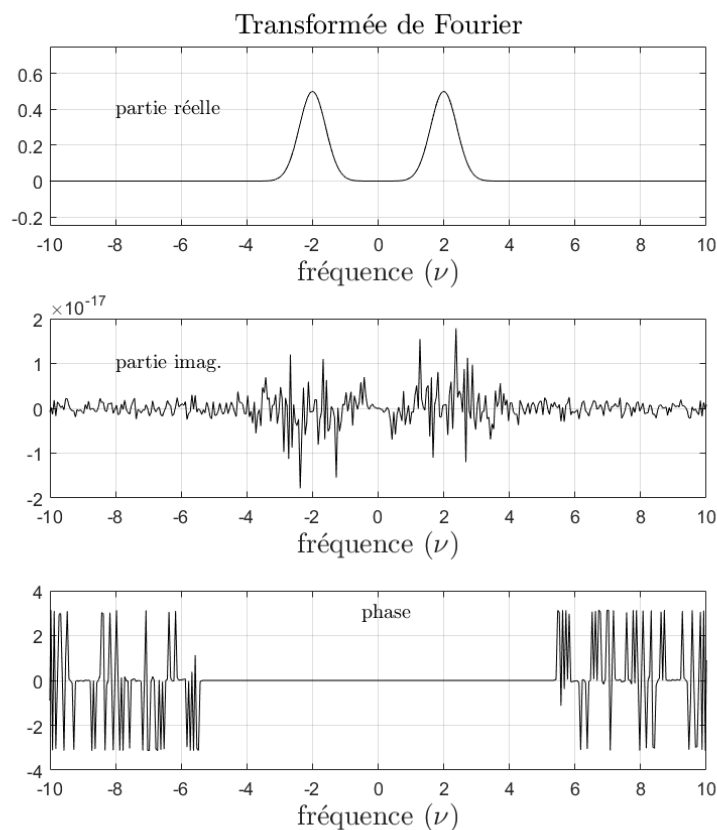 Transformée de Fourier
0.6
0.4
0.2
0
-0.2
partie réelle
-10 -8 -6 -4 -2 0 2 4 6 8 10
fréquence (ν)
×10⁻¹⁷
2
1
0
-1
-2
partie imag.
-10 -8 -6 -4 -2 0 2 4 6 8 10
fréquence (ν)
4
2
0
-2
-4
phase
-10 -8 -6 -4 -2 0 2 4 6 8 10
fréquence (ν)